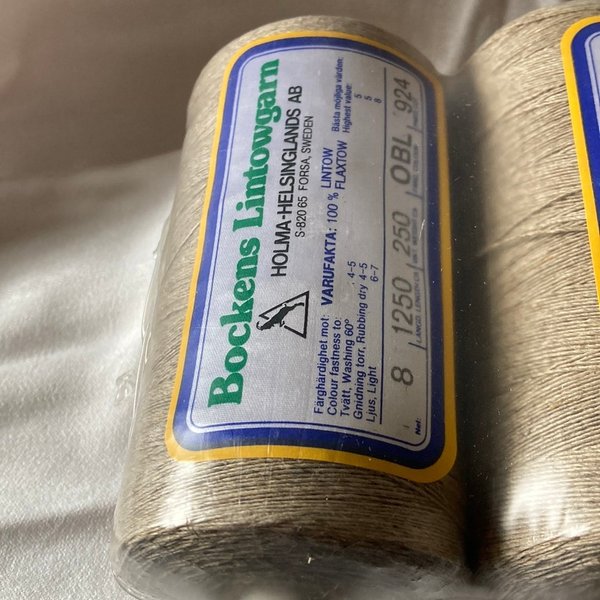 Bockens Lintowgarn
HOLMA-HELSINGLANDS AB
S-820 65 FORSA, SWEDEN
VARUFAKTA: 100 % LINTOW
FLAXTOW
Färghärdighet mot:
Colour fastness to:
Bästa möjliga värden:
Highest value:
Tvätt, Washing 60° 4-5 5
Gnidning torr, Rubbing dry 4-5 5
Ljus, Light 6-7 8
8 1250 250 OBL 924